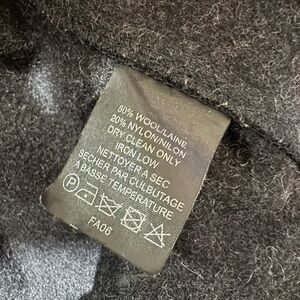 80% WOOL/LAINE
20% NYLON/NILON
DRY CLEAN ONLY
IRON LOW
NETTOYER A SEC
SECHER PAR CULBUTAGE
A BASSE TEMPERATURE
P
FA06